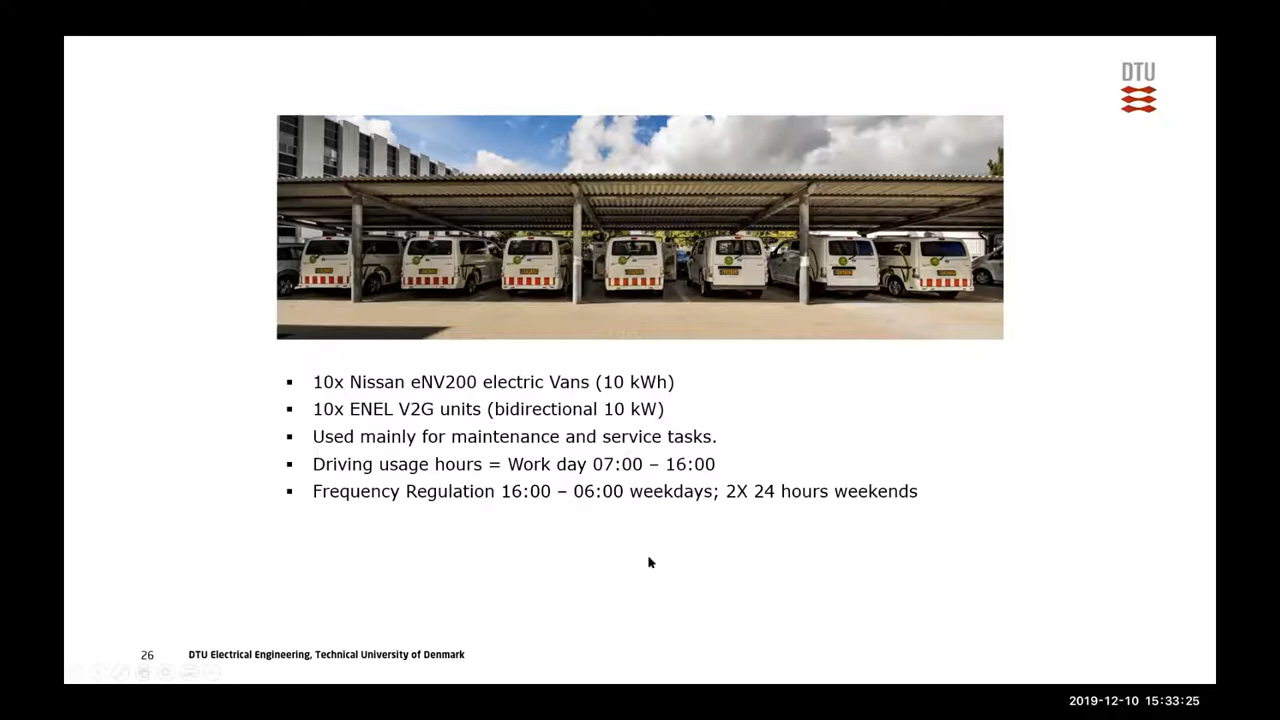 DTU
▪ 10x Nissan eNV200 electric Vans (10 kWh)
▪ 10x ENEL V2G units (bidirectional 10 kW)
▪ Used mainly for maintenance and service tasks.
▪ Driving usage hours = Work day 07:00 – 16:00
▪ Frequency Regulation 16:00 – 06:00 weekdays; 2X 24 hours weekends
26 DTU Electrical Engineering, Technical University of Denmark
2019-12-10 15:33:25